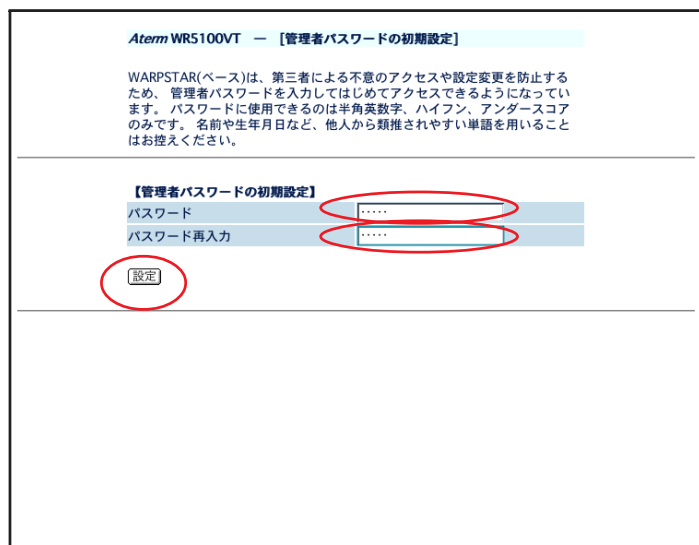 Aterm WR5100VT － [管理者パスワードの初期設定]
WARPSTAR(ベース)は、第三者による不意のアクセスや設定変更を防止する
ため、 管理者パスワードを入力してはじめてアクセスできるようになってい
ます。 パスワードに使用できるのは半角英数字、ハイフン、アンダースコア
のみです。 名前や生年月日など、他人から類推されやすい単語を用いること
はお控えください。
【管理者パスワードの初期設定】
パスワード ·····
パスワード再入力 ·····
設定